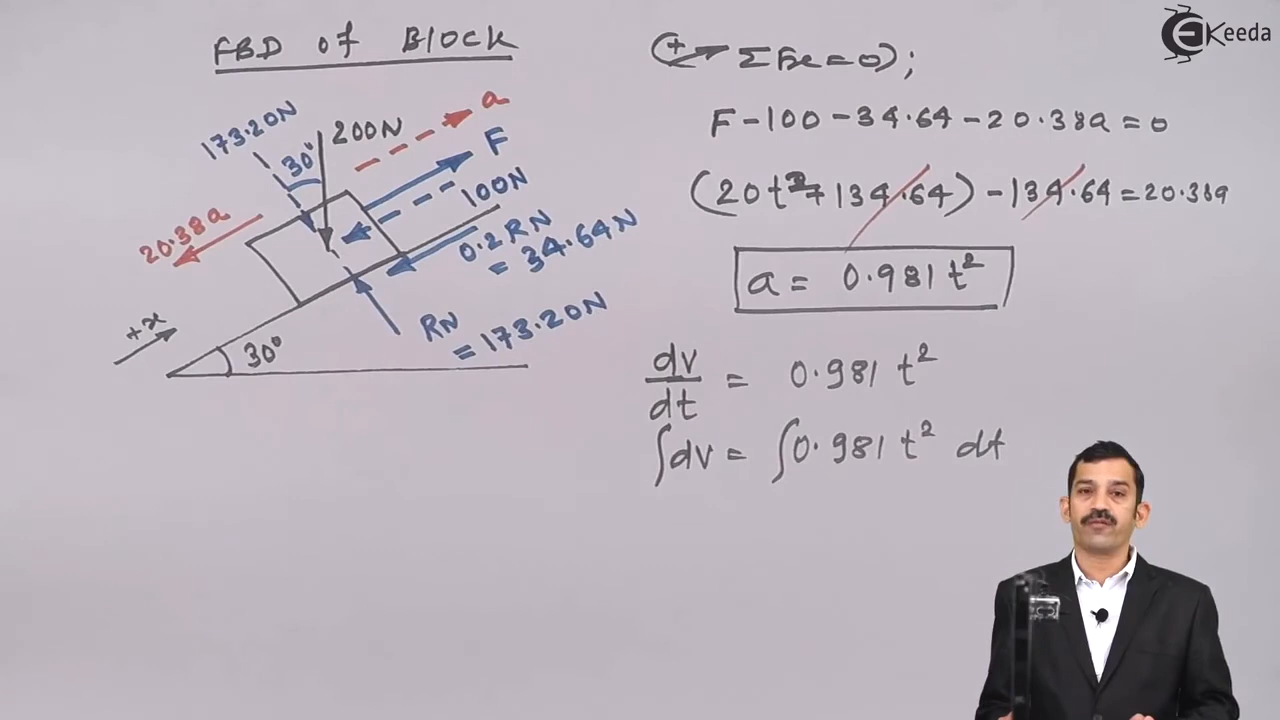 FBD of Block
EKeeda
(+ ΣFx = 0);
173.20N
30°
200N
a
F
100N
20.38a
0.2 RN
= 34.64N
RN
= 173.20N
+x
30°
F - 100 - 34.64 - 20.38a = 0
(20t² + 134.64) - 134.64 = 20.38a
a = 0.981 t²
dv/dt = 0.981 t²
∫dv = ∫0.981 t² dt